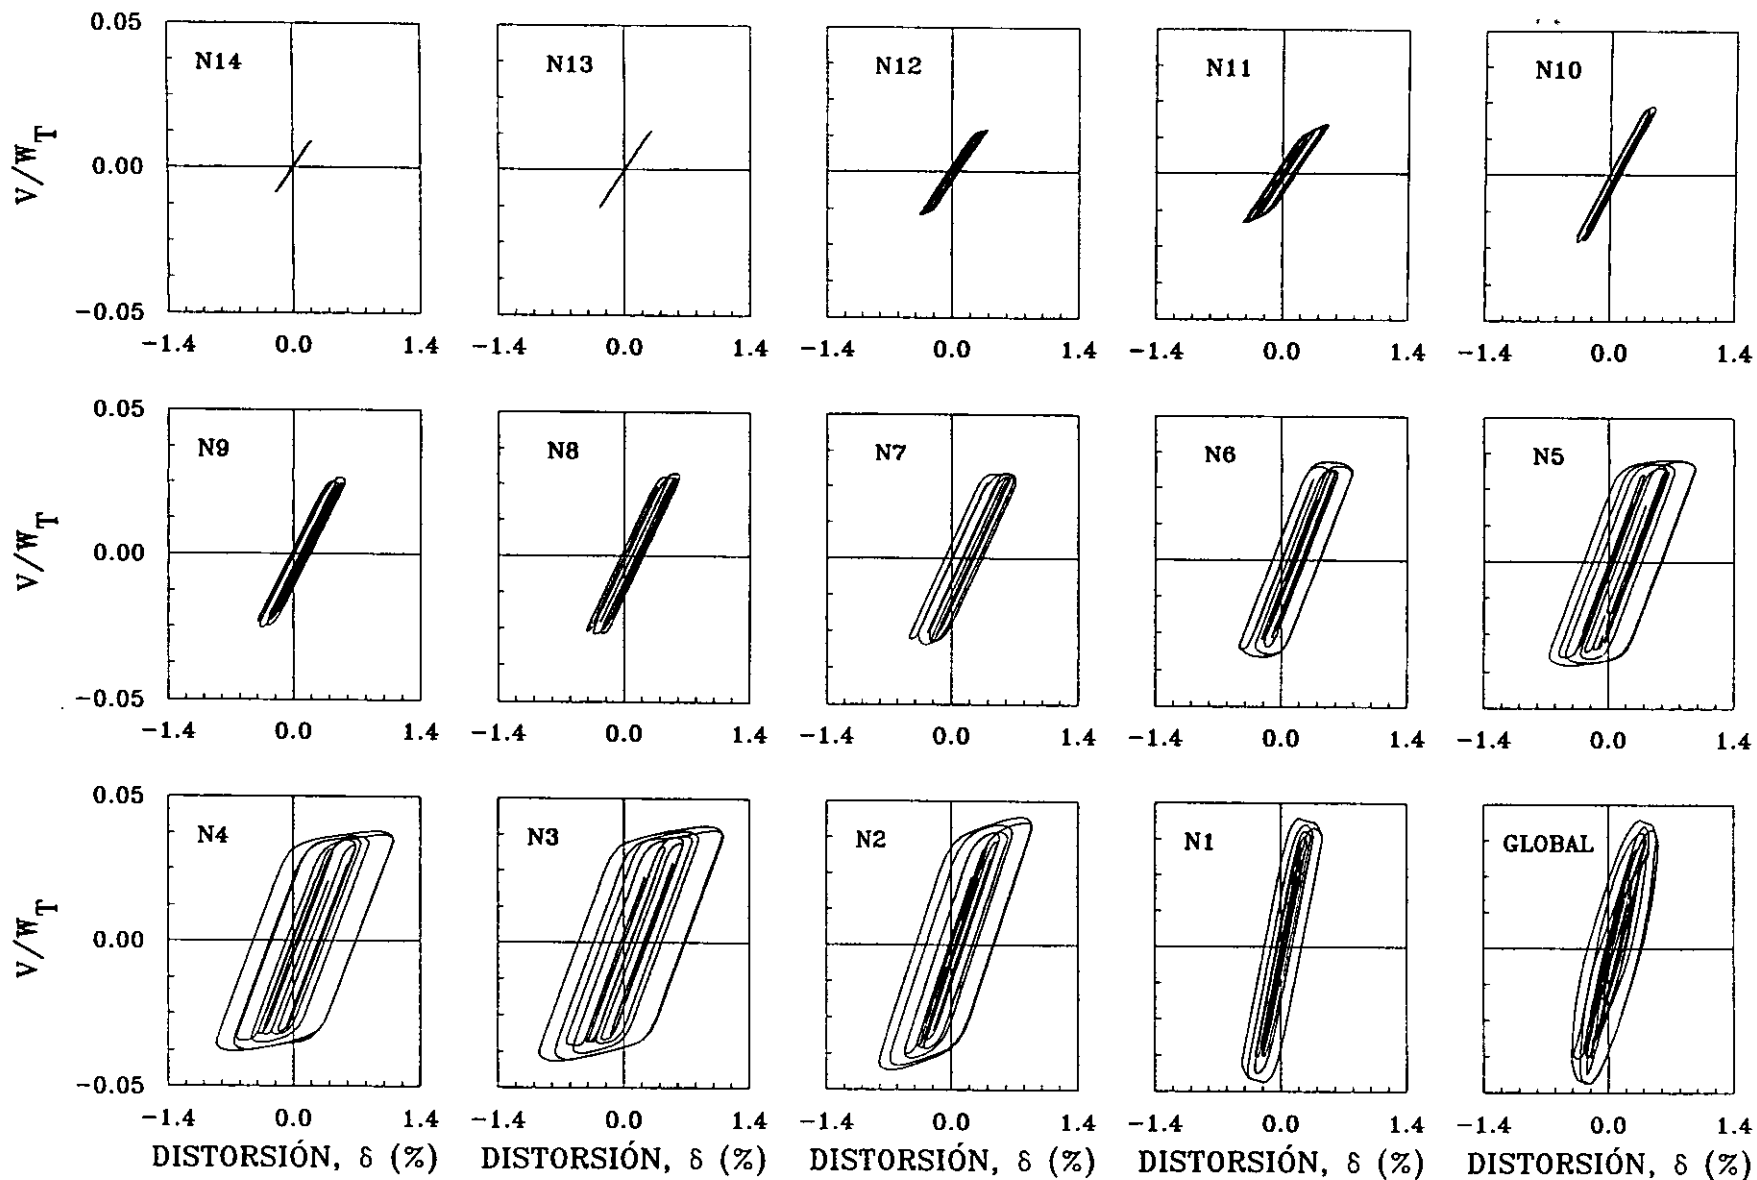 0.05
N14
N13
N12
N11
N10
V/W_T
0.00
-0.05
-1.4 0.0 1.4 -1.4 0.0 1.4 -1.4 0.0 1.4 -1.4 0.0 1.4 -1.4 0.0 1.4
0.05
N9
N8
N7
N6
N5
V/W_T
0.00
-0.05
-1.4 0.0 1.4 -1.4 0.0 1.4 -1.4 0.0 1.4 -1.4 0.0 1.4 -1.4 0.0 1.4
0.05
N4
N3
N2
N1
GLOBAL
V/W_T
0.00
-0.05
-1.4 0.0 1.4 -1.4 0.0 1.4 -1.4 0.0 1.4 -1.4 0.0 1.4 -1.4 0.0 1.4
DISTORSIÓN, δ (%) DISTORSIÓN, δ (%) DISTORSIÓN, δ (%) DISTORSIÓN, δ (%) DISTORSIÓN, δ (%)